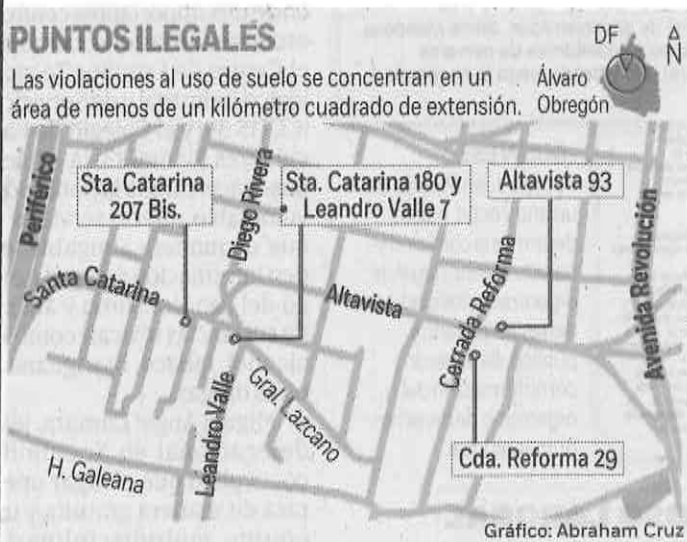 PUNTOS ILEGALES
Las violaciones al uso de suelo se concentran en un
área de menos de un kilómetro cuadrado de extensión.
DF
N
Álvaro
Obregón
Periférico
Sta. Catarina
207 Bis.
Diego Rivera
Sta. Catarina 180 y
Leandro Valle 7
Altavista 93
Santa Catarina
Altavista
Cerrada Reforma
Avenida Revolución
Leandro Valle
Gral. Lazcano
H. Galeana
Cda. Reforma 29
Gráfico: Abraham Cruz